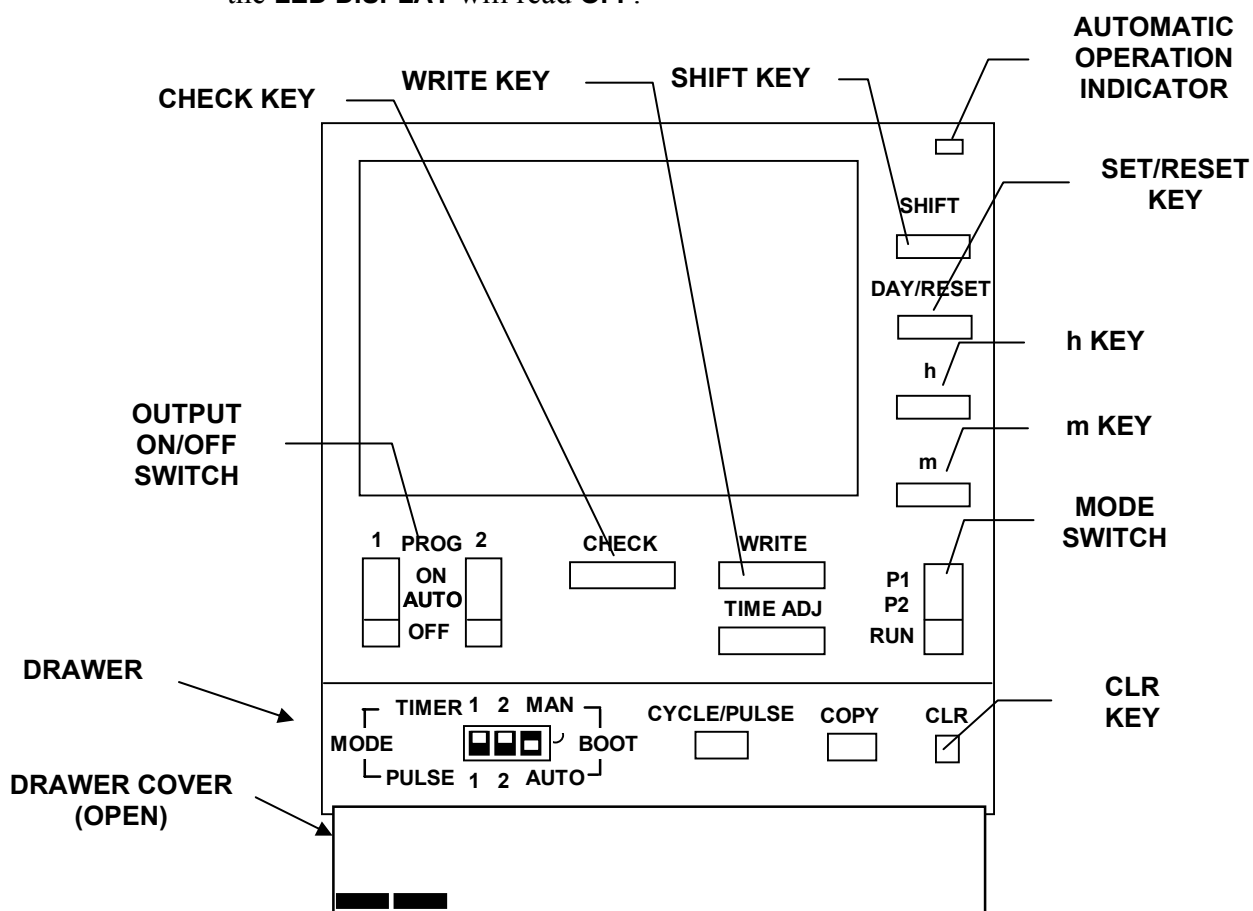 the LED DISPLAY will read OFF.
AUTOMATIC
OPERATION
INDICATOR
WRITE KEY
SHIFT KEY
CHECK KEY
SET/RESET
KEY
SHIFT
DAY/RESET
h KEY
h
OUTPUT
ON/OFF
SWITCH
m KEY
m
MODE
SWITCH
1 PROG 2
CHECK
WRITE
ON
AUTO
OFF
TIME ADJ
P1
P2
RUN
DRAWER
CLR
KEY
TIMER 1 2 MAN
CYCLE/PULSE
COPY
CLR
MODE
BOOT
PULSE 1 2 AUTO
DRAWER COVER
(OPEN)